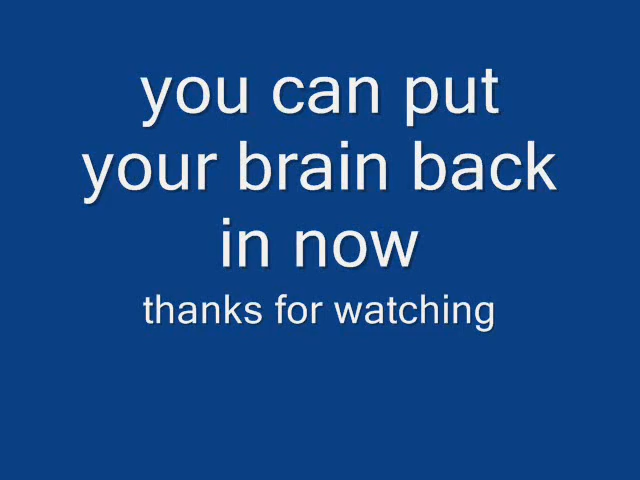 you can put
your brain back
in now
thanks for watching